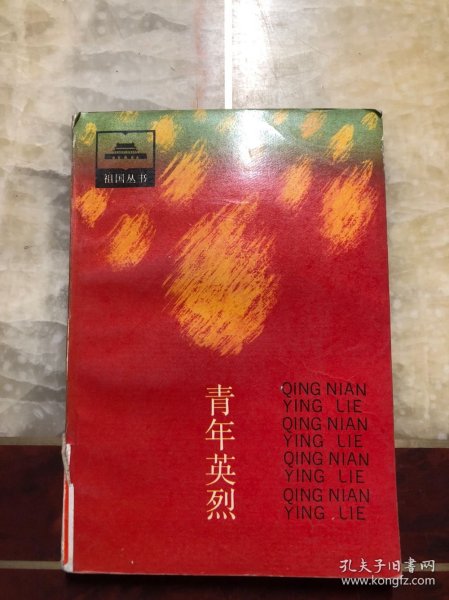 祖国丛书
青年英烈
QING NIAN
YING LIE
QING NIAN
YING LIE
QING NIAN
YING LIE
QING NIAN
YING LIE
孔夫子旧书网
www.kongfz.com